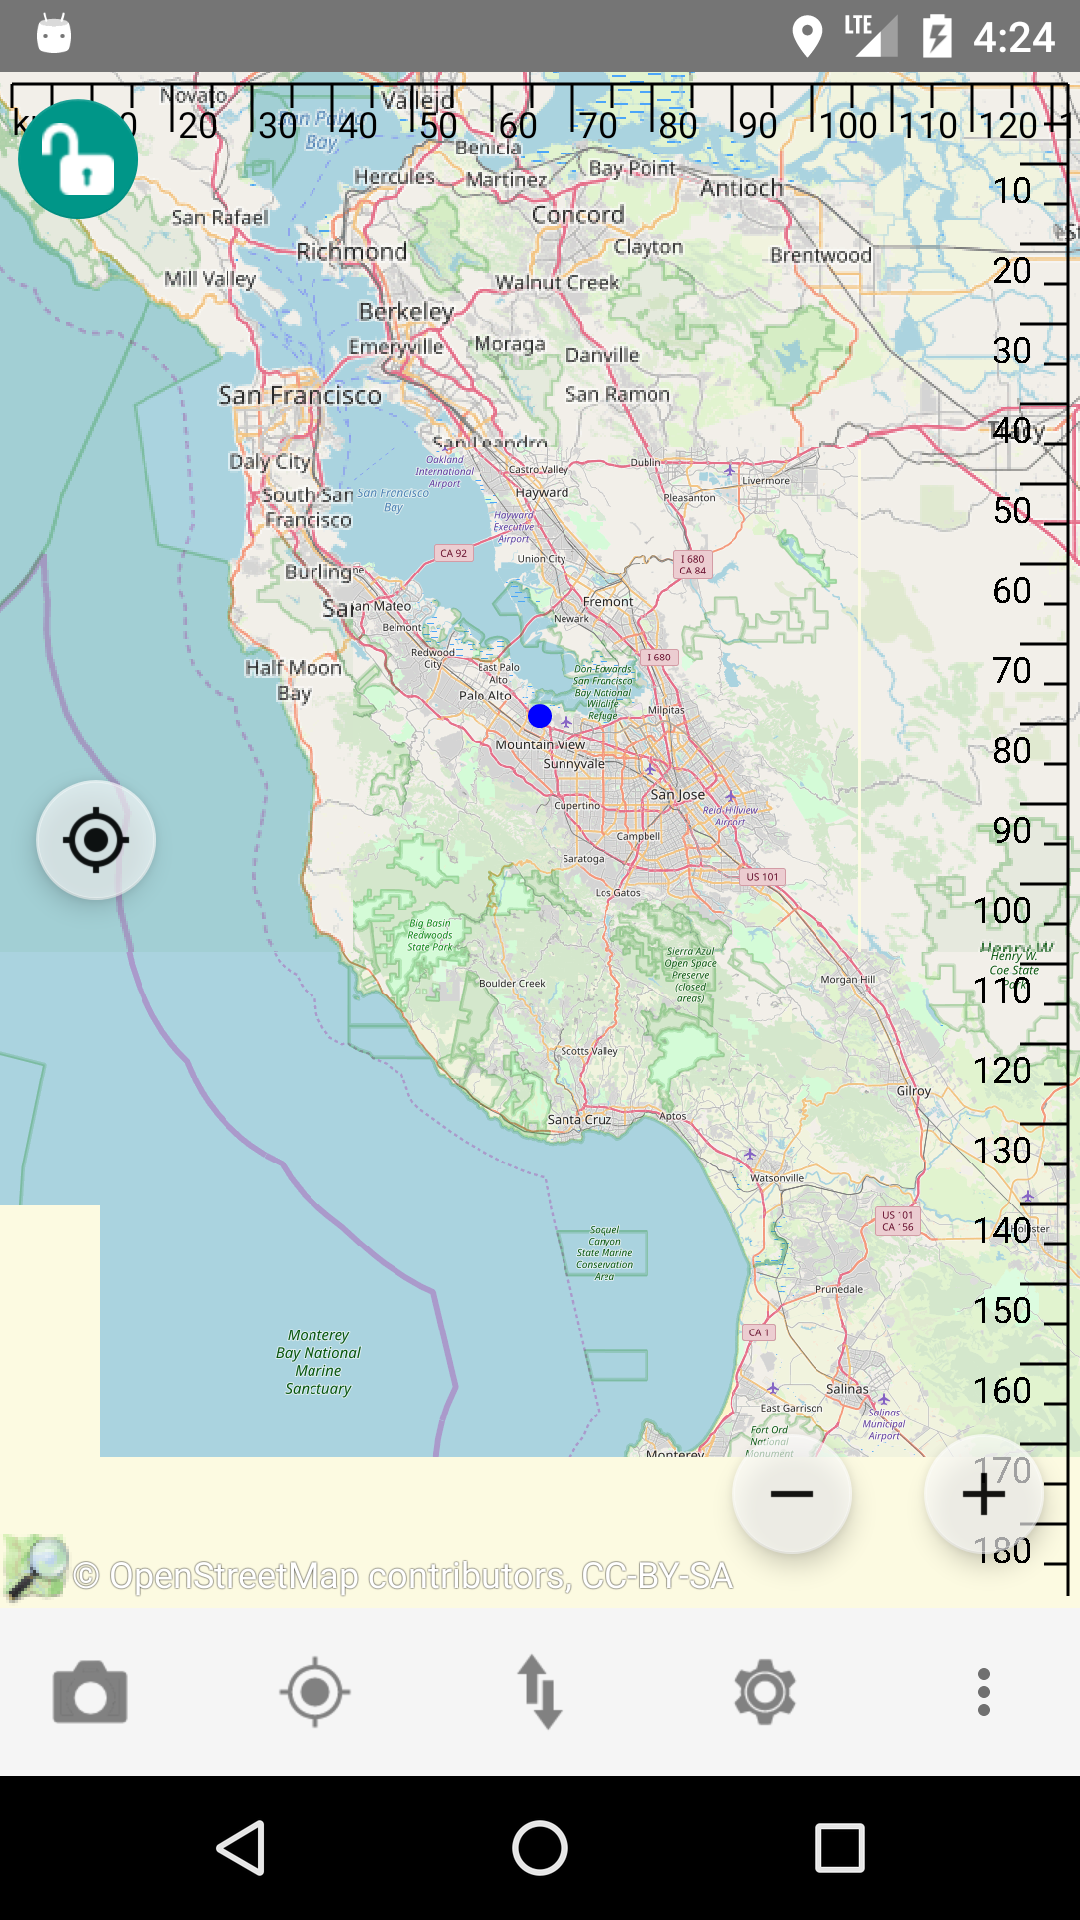 LTE 4:24
Novato
Vallejo
20 30 40 50 60 70 80 90 100 110 120
San Pablo
Bay
Benicia
Hercules
Martinez
Bay Point
Antioch
10
San Rafael
Concord
Richmond
Clayton
Brentwood
20
Mill Valley
Walnut Creek
Berkeley
Emeryville
Moraga
Danville
30
San Francisco
San Ramon
San Leandro
Tracy
40
Daly City
Oakland
International
Airport
Castro Valley
Dublin
Livermore
South San
Francisco
San Francisco
Bay
Hayward
Pleasanton
50
Hayward
Executive
Airport
CA 92
Union City
I 680
CA 84
Burling
San Mateo
Fremont
60
Newark
Belmont
Redwood
City
East Palo
Alto
I 680
Half Moon
Bay
Don Edwards
San Francisco
Bay National
Wildlife
Refuge
70
Palo Alto
Milpitas
Mountain View
80
Sunnyvale
San Jose
Cupertino
Reid-Hillview
Airport
Campbell
90
Saratoga
US 101
Los Gatos
100
Big Basin
Redwoods
State Park
Sierra Azul
Open Space
Preserve
(closed
areas)
Henry W.
Coe State
Park
Boulder Creek
Morgan Hill
110
Scotts Valley
120
Gilroy
Santa Cruz
Aptos
130
Watsonville
US 101
CA 156
140
Hollister
Soquel
Canyon
State Marine
Conservation
Area
Prunedale
150
Monterey
Bay National
Marine
Sanctuary
CA 1
160
Salinas
East Garrison
Salinas
Municipal
Airport
Fort Ord
National
Monument
Monterey
170
180
© OpenStreetMap contributors, CC-BY-SA